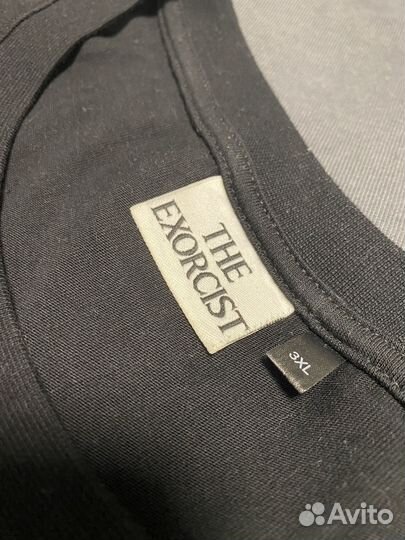 THE
EXORCIST
3XL
Avito